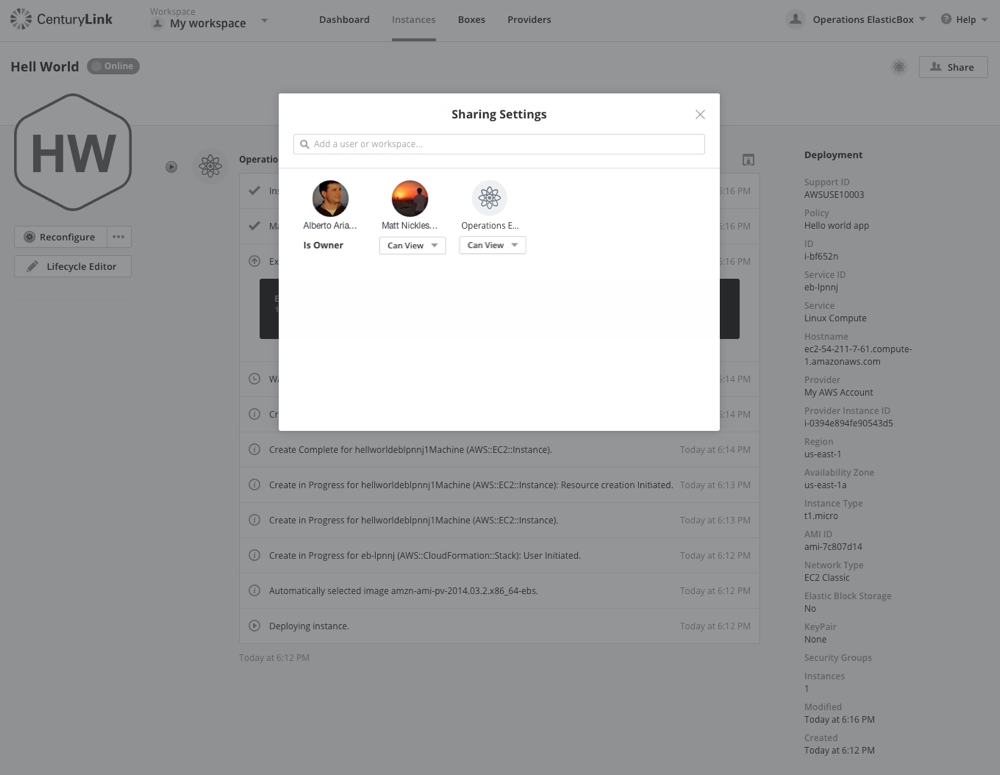 CenturyLink
Workspace
My workspace
Dashboard
Instances
Boxes
Providers
Operations ElasticBox
Help
Hell World
Online
Share
HW
Reconfigure
Lifecycle Editor
Sharing Settings
Add a user or workspace...
Alberto Aria...
Matt Nickles...
Operations E...
Is Owner
Can View
Can View
Operatio
Ins
:16 PM
Ma
:16 PM
Ex
:16 PM
E
Wa
:14 PM
Cr
:14 PM
Create Complete for hellworldeblpnnj1Machine (AWS::EC2::Instance).
Today at 6:14 PM
Create in Progress for hellworldeblpnnj1Machine (AWS::EC2::Instance): Resource creation Initiated.
Today at 6:13 PM
Create in Progress for hellworldeblpnnj1Machine (AWS::EC2::Instance).
Today at 6:13 PM
Create in Progress for eb-lpnnj (AWS::CloudFormation::Stack): User Initiated.
Today at 6:12 PM
Automatically selected image amzn-ami-pv-2014.03.2.x86_64-ebs.
Today at 6:12 PM
Deploying instance.
Today at 6:12 PM
Today at 6:12 PM
Deployment
Support ID
AWSUSE10003
Policy
Hello world app
ID
i-bf652n
Service ID
eb-lpnnj
Service
Linux Compute
Hostname
ec2-54-211-7-61.compute-
1.amazonaws.com
Provider
My AWS Account
Provider Instance ID
i-0394e894fe90543d5
Region
us-east-1
Availability Zone
us-east-1a
Instance Type
t1.micro
AMI ID
ami-7c807d14
Network Type
EC2 Classic
Elastic Block Storage
No
KeyPair
None
Security Groups
Instances
1
Modified
Today at 6:16 PM
Created
Today at 6:12 PM